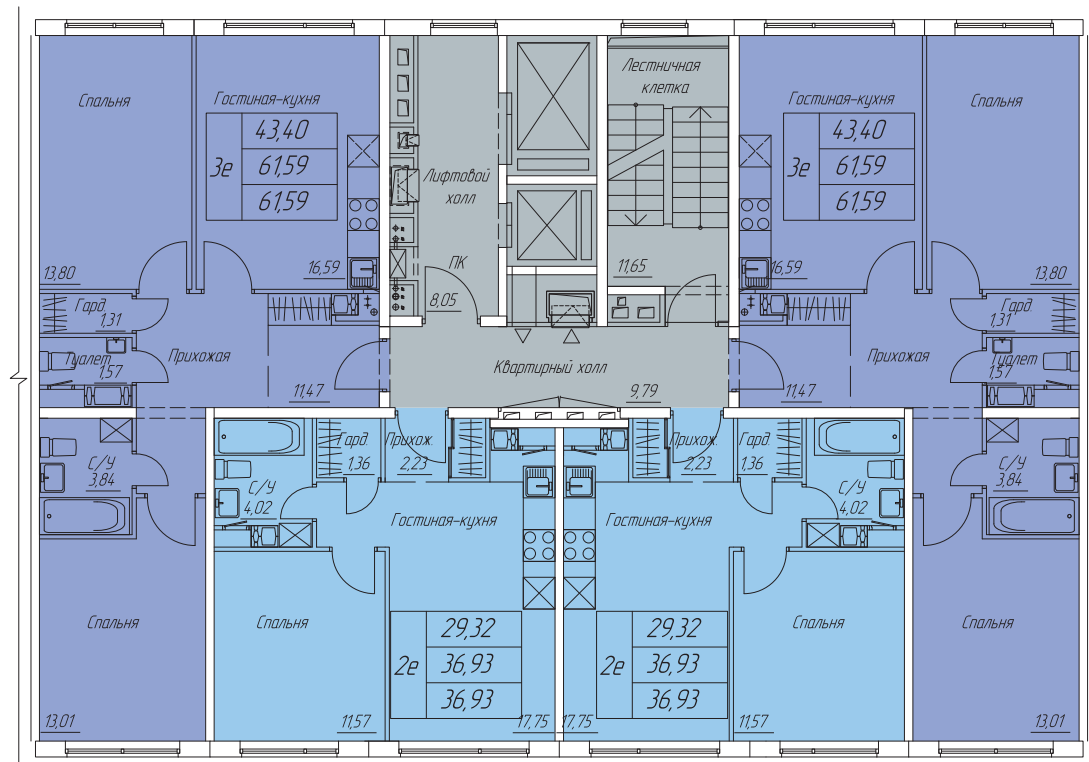 Спальня
Гостиная-кухня
3е
43,40
61,59
61,59
13,80
16,59
Лифтовой
холл
ПК
8,05
Лестничная
клетка
11,65
Гостиная-кухня
3е
43,40
61,59
61,59
16,59
Спальня
13,80
Гард.
1,31
Туалет
1,57
Прихожая
11,47
Квартирный холл
9,79
Прихожая
11,47
Гард.
1,31
Туалет
1,57
С/У
3,84
С/У
4,02
Гард.
1,36
Прихож.
2,23
Прихож.
2,23
Гард.
1,36
С/У
4,02
С/У
3,84
Гостиная-кухня
Гостиная-кухня
Спальня
13,01
Спальня
11,57
2е
29,32
36,93
36,93
17,75
2е
29,32
36,93
36,93
17,75
Спальня
11,57
Спальня
13,01